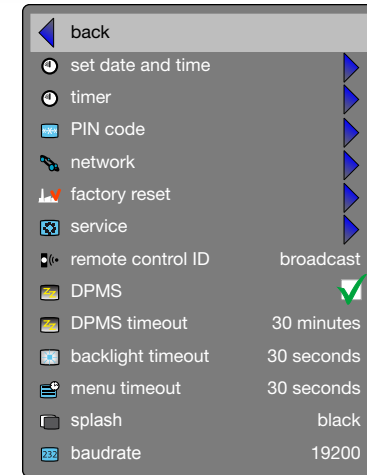 back
set date and time
timer
PIN code
network
factory reset
service
remote control ID broadcast
DPMS
DPMS timeout 30 minutes
backlight timeout 30 seconds
menu timeout 30 seconds
splash black
232 baudrate 19200